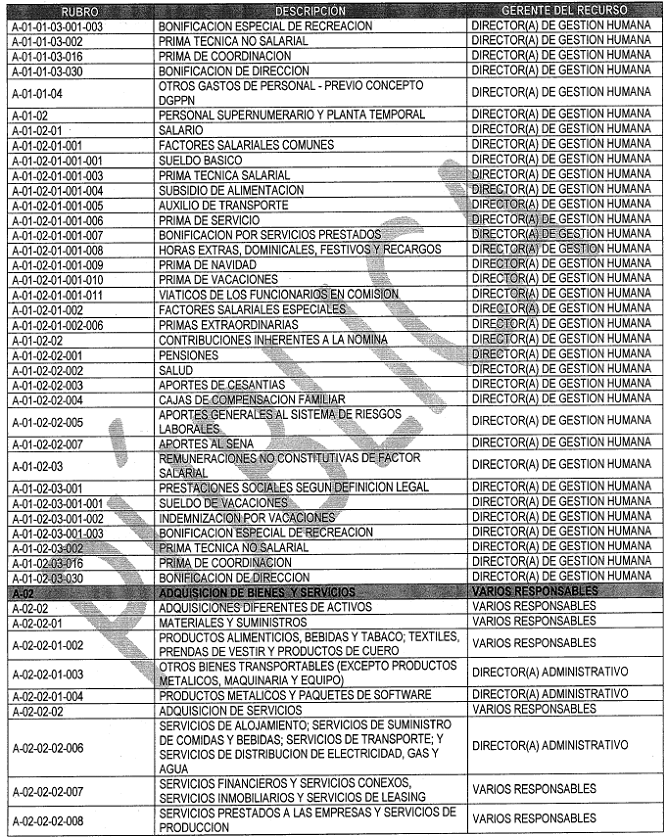 RUBRO DESCRIPCIÓN GERENTE DEL RECURSO
A-01-01-03-001-003 BONIFICACION ESPECIAL DE RECREACION DIRECTOR(A) DE GESTION HUMANA
A-01-01-03-002 PRIMA TECNICA NO SALARIAL DIRECTOR(A) DE GESTION HUMANA
A-01-01-03-016 PRIMA DE COORDINACION DIRECTOR(A) DE GESTION HUMANA
A-01-01-03-030 BONIFICACION DE DIRECCION DIRECTOR(A) DE GESTION HUMANA
A-01-01-04 OTROS GASTOS DE PERSONAL - PREVIO CONCEPTO
DGPPN DIRECTOR(A) DE GESTION HUMANA
A-01-02 PERSONAL SUPERNUMERARIO Y PLANTA TEMPORAL DIRECTOR(A) DE GESTION HUMANA
A-01-02-01 SALARIO DIRECTOR(A) DE GESTION HUMANA
A-01-02-01-001 FACTORES SALARIALES COMUNES DIRECTOR(A) DE GESTION HUMANA
A-01-02-01-001-001 SUELDO BASICO DIRECTOR(A) DE GESTION HUMANA
A-01-02-01-001-003 PRIMA TECNICA SALARIAL DIRECTOR(A) DE GESTION HUMANA
A-01-02-01-001-004 SUBSIDIO DE ALIMENTACION DIRECTOR(A) DE GESTION HUMANA
A-01-02-01-001-005 AUXILIO DE TRANSPORTE DIRECTOR(A) DE GESTION HUMANA
A-01-02-01-001-006 PRIMA DE SERVICIO DIRECTOR(A) DE GESTION HUMANA
A-01-02-01-001-007 BONIFICACION POR SERVICIOS PRESTADOS DIRECTOR(A) DE GESTION HUMANA
A-01-02-01-001-008 HORAS EXTRAS, DOMINICALES, FESTIVOS Y RECARGOS DIRECTOR(A) DE GESTION HUMANA
A-01-02-01-001-009 PRIMA DE NAVIDAD DIRECTOR(A) DE GESTION HUMANA
A-01-02-01-001-010 PRIMA DE VACACIONES DIRECTOR(A) DE GESTION HUMANA
A-01-02-01-001-011 VIATICOS DE LOS FUNCIONARIOS EN COMISION DIRECTOR(A) DE GESTION HUMANA
A-01-02-01-002 FACTORES SALARIALES ESPECIALES DIRECTOR(A) DE GESTION HUMANA
A-01-02-01-002-006 PRIMAS EXTRAORDINARIAS DIRECTOR(A) DE GESTION HUMANA
A-01-02-02 CONTRIBUCIONES INHERENTES A LA NOMINA DIRECTOR(A) DE GESTION HUMANA
A-01-02-02-001 PENSIONES DIRECTOR(A) DE GESTION HUMANA
A-01-02-02-002 SALUD DIRECTOR(A) DE GESTION HUMANA
A-01-02-02-003 APORTES DE CESANTIAS DIRECTOR(A) DE GESTION HUMANA
A-01-02-02-004 CAJAS DE COMPENSACION FAMILIAR DIRECTOR(A) DE GESTION HUMANA
A-01-02-02-005 APORTES GENERALES AL SISTEMA DE RIESGOS
LABORALES DIRECTOR(A) DE GESTION HUMANA
A-01-02-02-007 APORTES AL SENA DIRECTOR(A) DE GESTION HUMANA
A-01-02-03 REMUNERACIONES NO CONSTITUTIVAS DE FACTOR
SALARIAL DIRECTOR(A) DE GESTION HUMANA
A-01-02-03-001 PRESTACIONES SOCIALES SEGUN DEFINICION LEGAL DIRECTOR(A) DE GESTION HUMANA
A-01-02-03-001-001 SUELDO DE VACACIONES DIRECTOR(A) DE GESTION HUMANA
A-01-02-03-001-002 INDEMNIZACION POR VACACIONES DIRECTOR(A) DE GESTION HUMANA
A-01-02-03-001-003 BONIFICACION ESPECIAL DE RECREACION DIRECTOR(A) DE GESTION HUMANA
A-01-02-03-002 PRIMA TECNICA NO SALARIAL DIRECTOR(A) DE GESTION HUMANA
A-01-02-03-016 PRIMA DE COORDINACION DIRECTOR(A) DE GESTION HUMANA
A-01-02-03-030 BONIFICACION DE DIRECCION DIRECTOR(A) DE GESTION HUMANA
A-02 ADQUISICION DE BIENES Y SERVICIOS VARIOS RESPONSABLES
A-02-02 ADQUISICIONES DIFERENTES DE ACTIVOS VARIOS RESPONSABLES
A-02-02-01 MATERIALES Y SUMINISTROS VARIOS RESPONSABLES
A-02-02-01-002 PRODUCTOS ALIMENTICIOS, BEBIDAS Y TABACO; TEXTILES,
PRENDAS DE VESTIR Y PRODUCTOS DE CUERO VARIOS RESPONSABLES
A-02-02-01-003 OTROS BIENES TRANSPORTABLES (EXCEPTO PRODUCTOS
METALICOS, MAQUINARIA Y EQUIPO) DIRECTOR(A) ADMINISTRATIVO
A-02-02-01-004 PRODUCTOS METALICOS Y PAQUETES DE SOFTWARE DIRECTOR(A) ADMINISTRATIVO
A-02-02-02 ADQUISICION DE SERVICIOS VARIOS RESPONSABLES
A-02-02-02-006 SERVICIOS DE ALOJAMIENTO; SERVICIOS DE SUMINISTRO
DE COMIDAS Y BEBIDAS; SERVICIOS DE TRANSPORTE; Y
SERVICIOS DE DISTRIBUCION DE ELECTRICIDAD, GAS Y
AGUA DIRECTOR(A) ADMINISTRATIVO
A-02-02-02-007 SERVICIOS FINANCIEROS Y SERVICIOS CONEXOS,
SERVICIOS INMOBILIARIOS Y SERVICIOS DE LEASING VARIOS RESPONSABLES
A-02-02-02-008 SERVICIOS PRESTADOS A LAS EMPRESAS Y SERVICIOS DE
PRODUCCION VARIOS RESPONSABLES
PÚBLICA